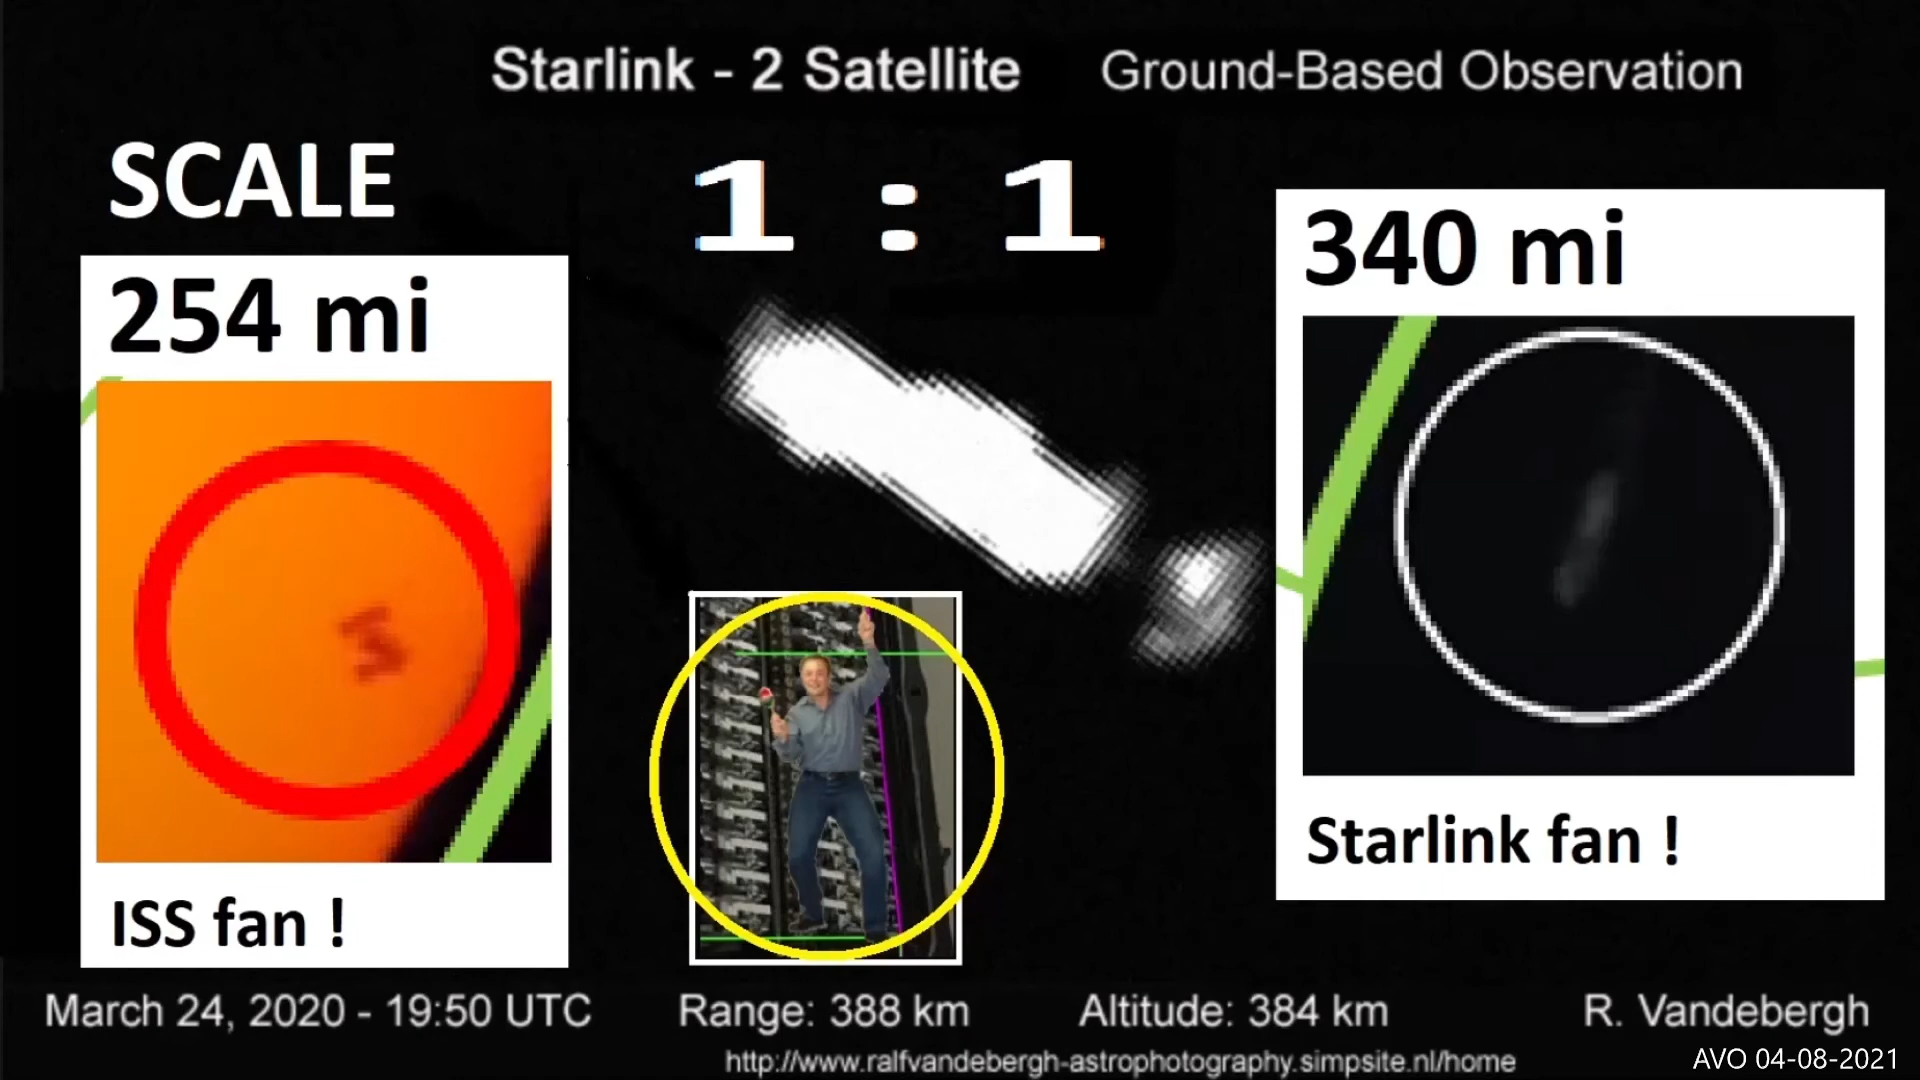 Starlink - 2 Satellite Ground-Based Observation
SCALE
1 : 1
254 mi
340 mi
Starlink fan !
ISS fan !
March 24, 2020 - 19:50 UTC Range: 388 km Altitude: 384 km R. Vandebergh
http://www.ralfvandebergh-astrophotography.simpsite.nl/home
AVO 04-08-2021